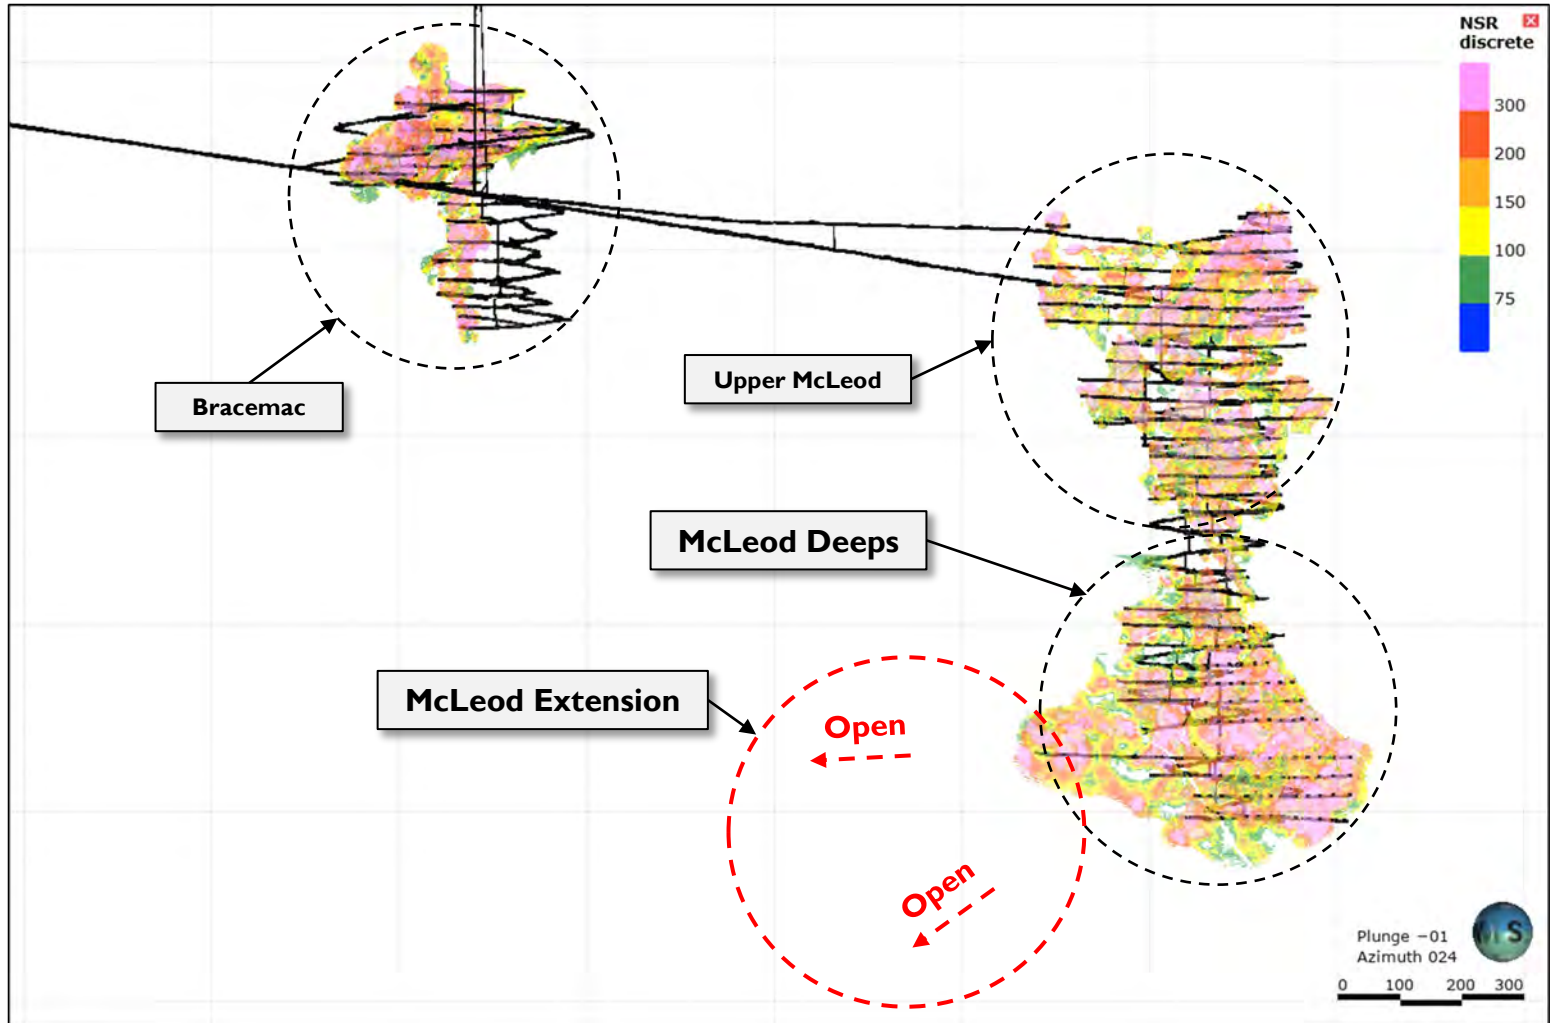 NSR
discrete
300
200
150
100
75
Bracemac
Upper McLeod
McLeod Deeps
McLeod Extension
Open
Open
Plunge −01
Azimuth 024
0 100 200 300